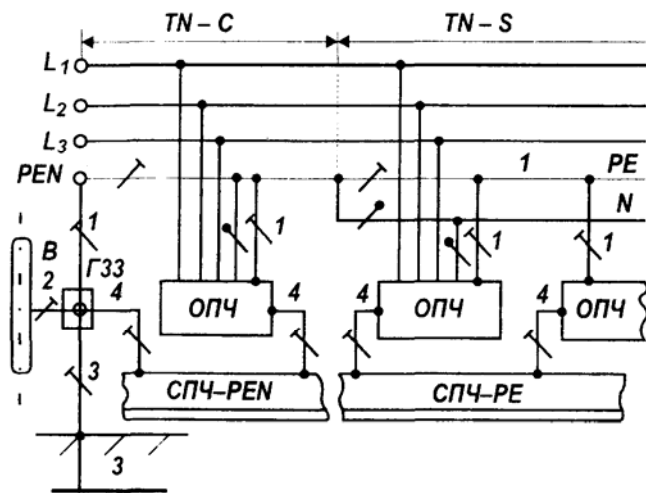 TN – C TN – S
L1
L2
L3
PEN 1 PE
N
1 1 1 1
В
2 ГЗЗ
4 4 4 4
ОПЧ ОПЧ ОПЧ
3
СПЧ–PEN СПЧ–PE
3